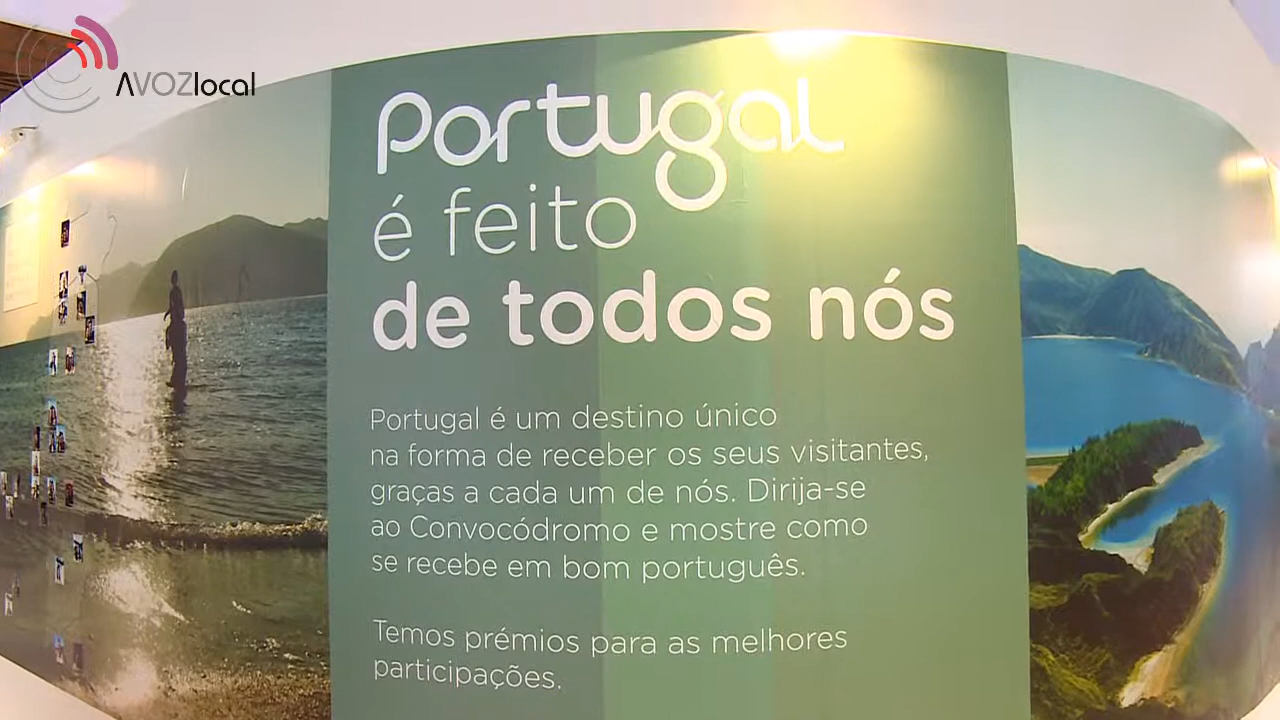 AVOZlocal
Portugal
é feito
de todos nós
Portugal é um destino único
na forma de receber os seus visitantes,
graças a cada um de nós. Dirija-se
ao Convocódromo e mostre como
se recebe em bom português.
Temos prémios para as melhores
participações.